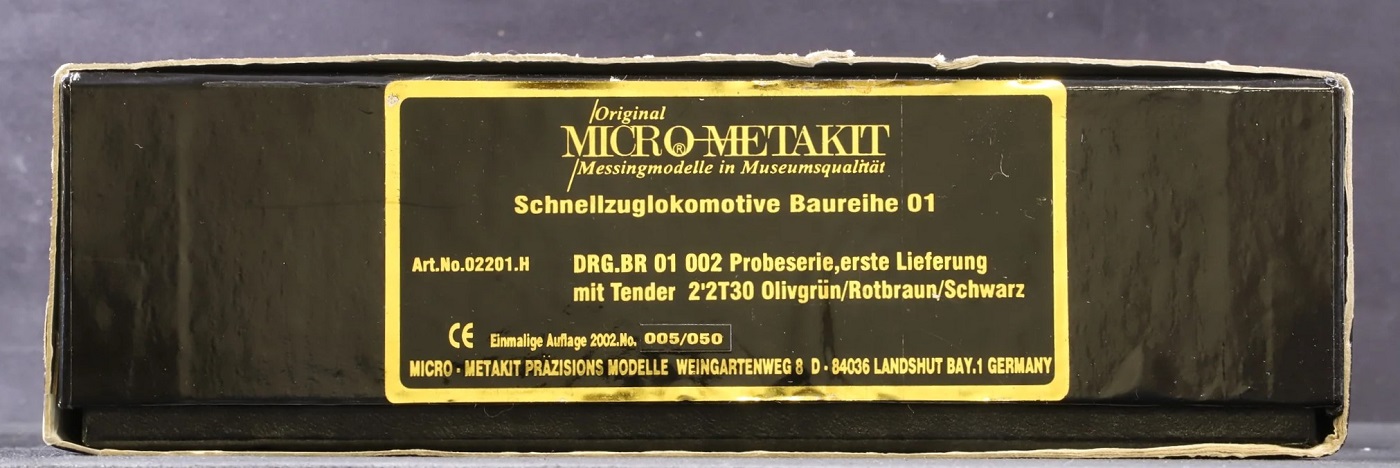 Original
MICRO-METAKIT ®
Messingmodelle in Museumsqualität
Schnellzuglokomotive Baureihe 01
Art.No.02201.H DRG.BR 01 002 Probeserie,erste Lieferung
mit Tender 2'2T30 Olivgrün/Rotbraun/Schwarz
CE Einmalige Auflage 2002.No. 005/050
MICRO - METAKIT PRÄZISIONS MODELLE WEINGARTENWEG 8 D - 84036 LANDSHUT BAY.1 GERMANY